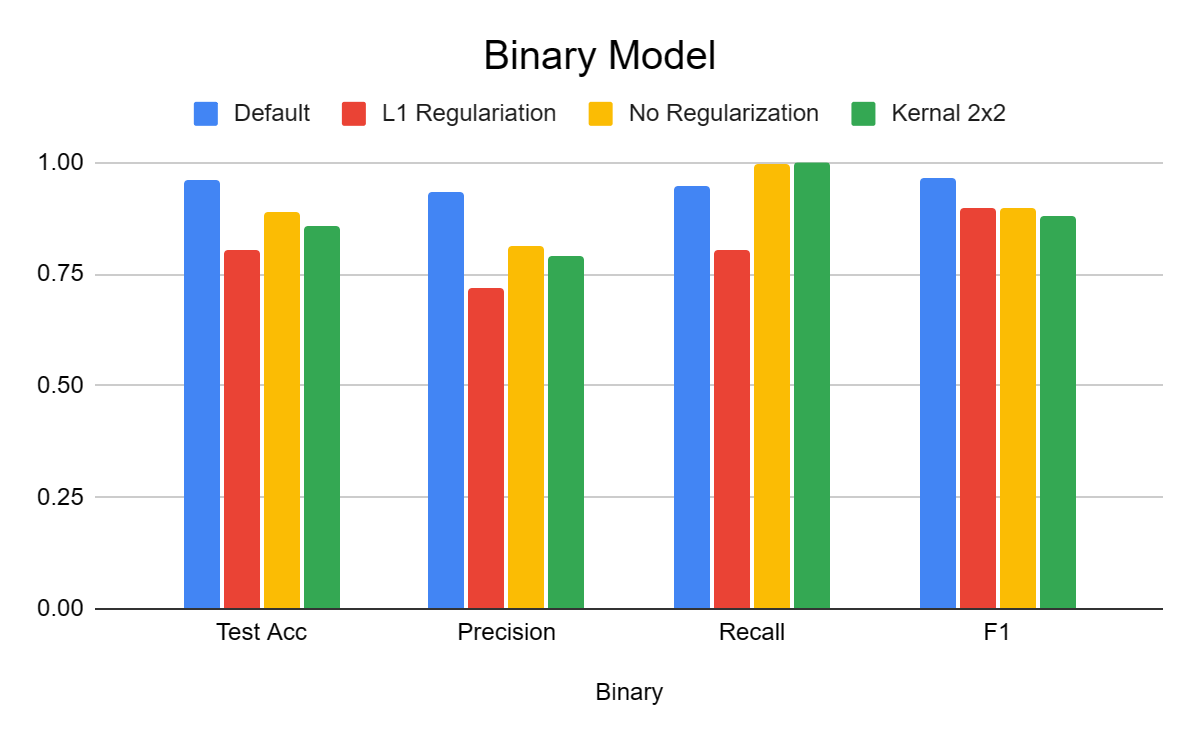 Binary Model
Default L1 Regulariation No Regularization Kernal 2x2
1.00
0.75
0.50
0.25
0.00
Test Acc Precision Recall F1
Binary